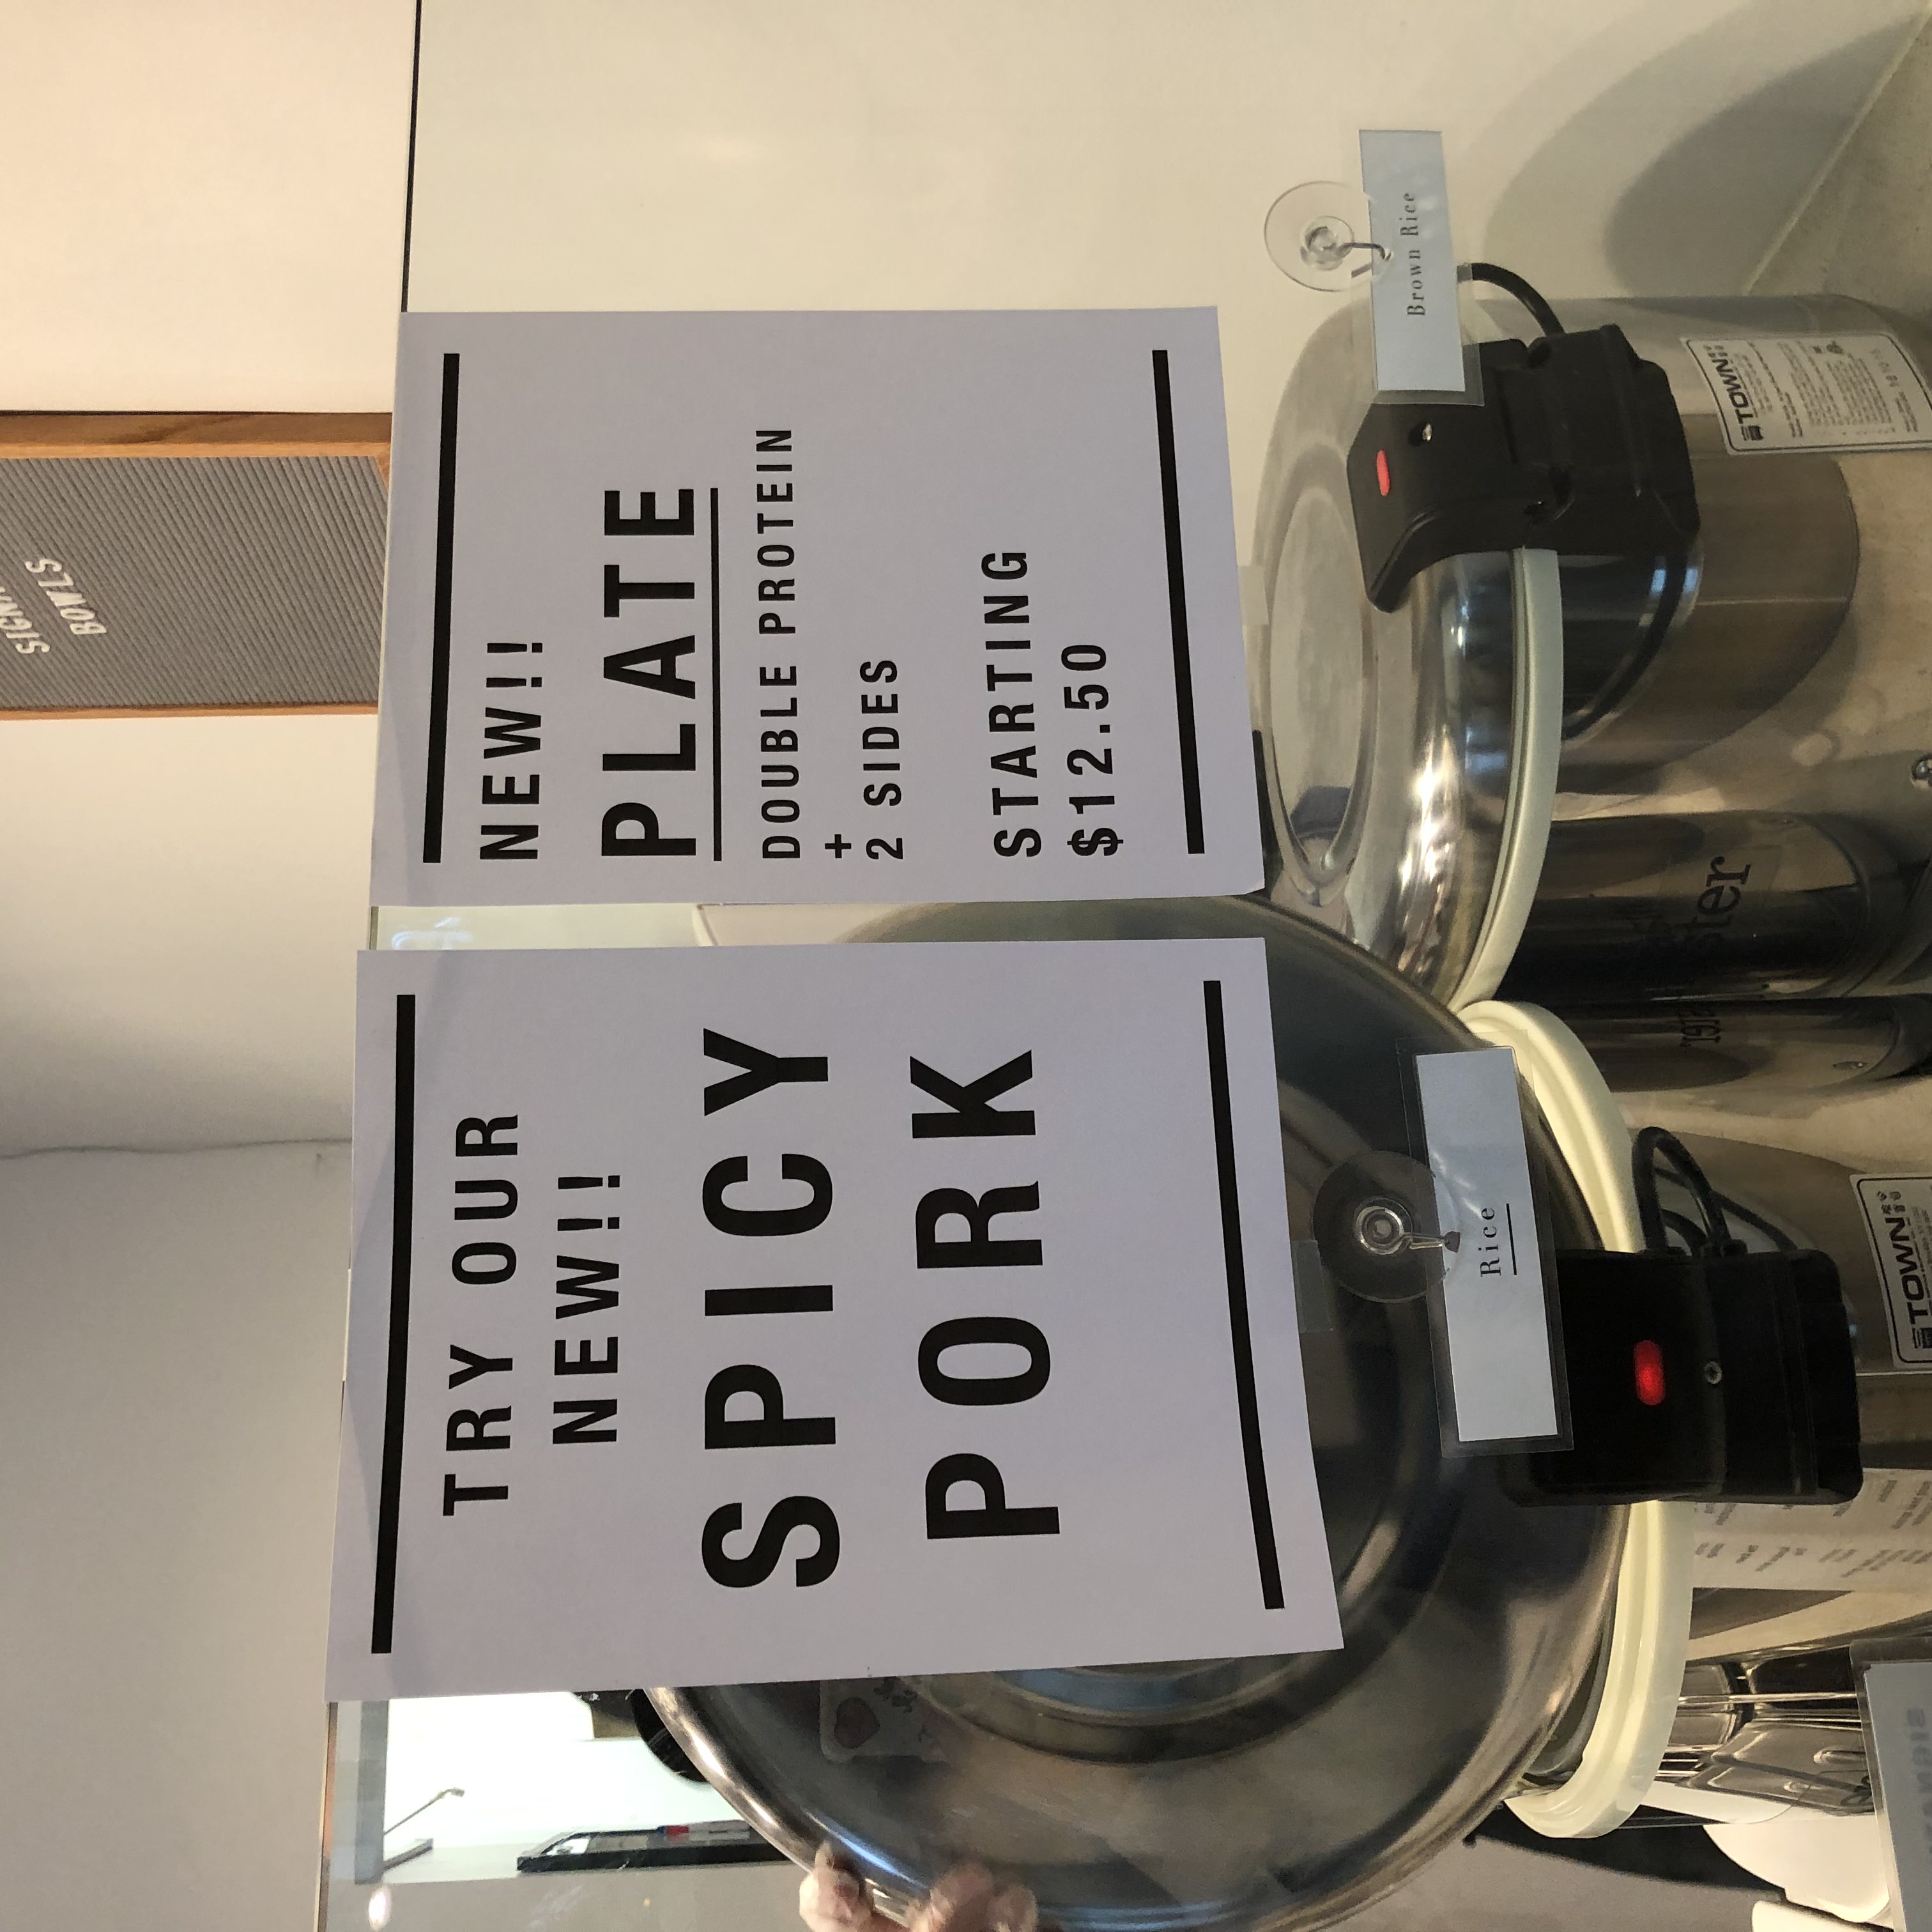 TRY OUR
NEW!!
SPICY
PORK
NEW!!
PLATE
DOUBLE PROTEIN
+
2 SIDES
STARTING
$12.50
BOWLS
Rice
Brown Rice
TOWN
TOWN